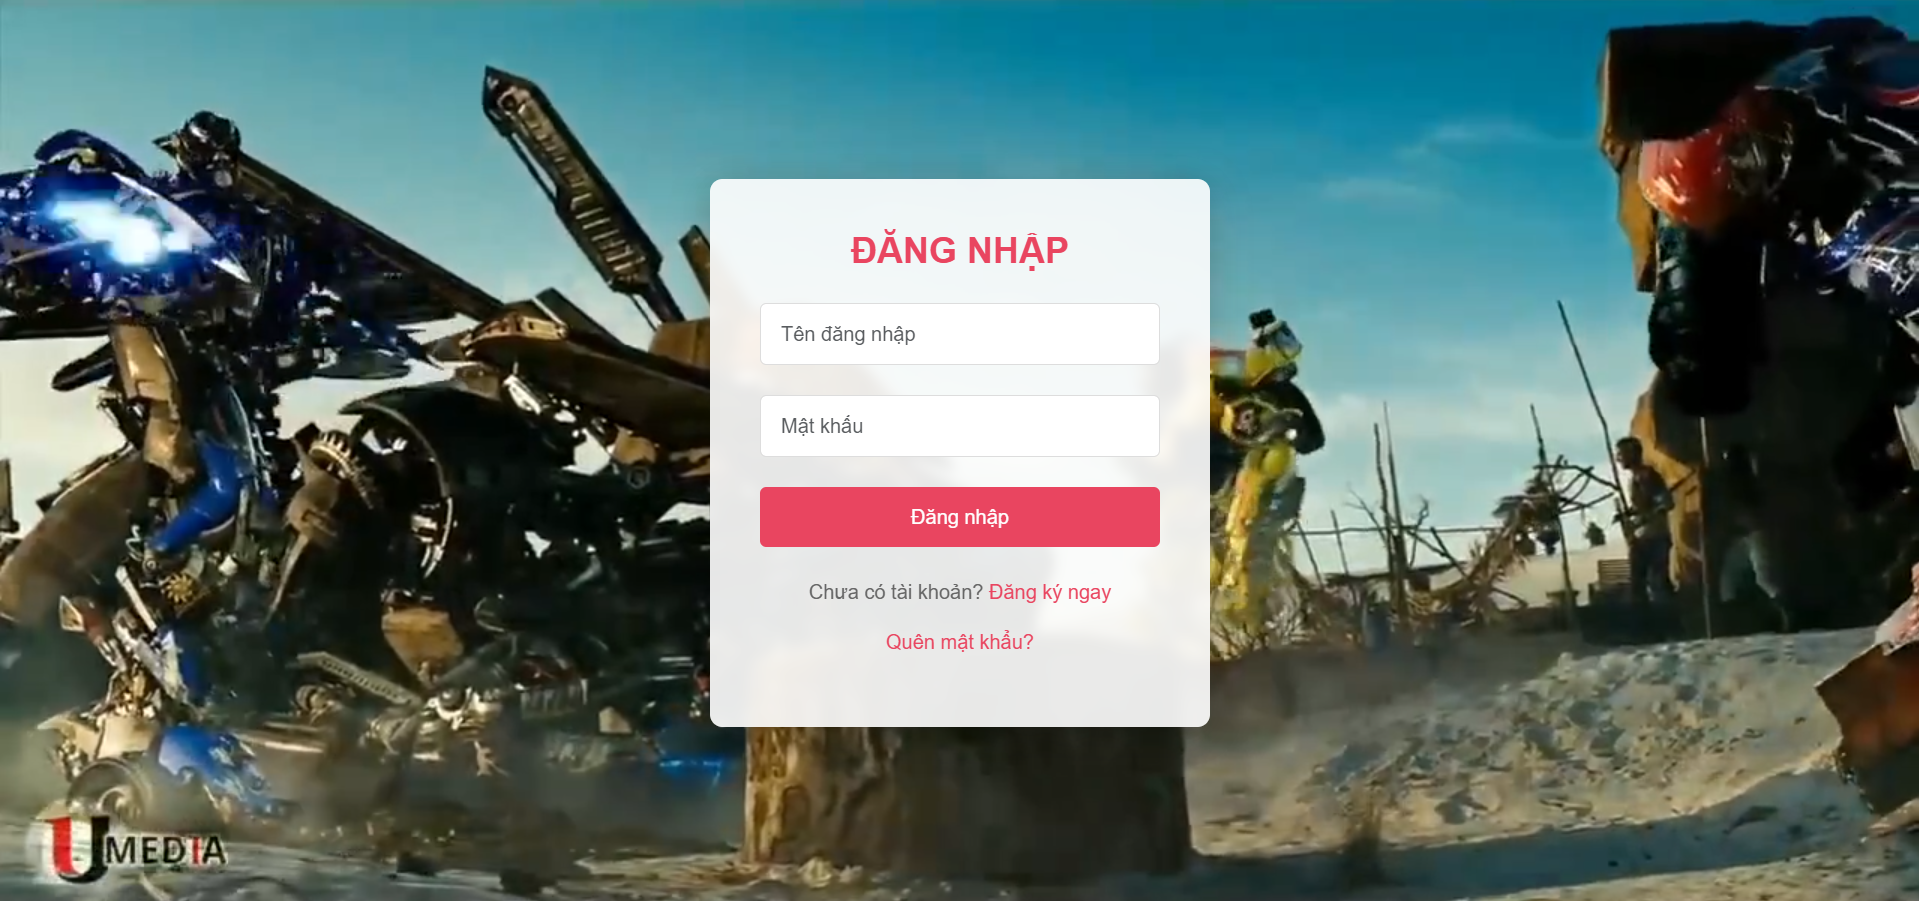 ĐĂNG NHẬP
Tên đăng nhập
Mật khẩu
Đăng nhập
Chưa có tài khoản? Đăng ký ngay
Quên mật khẩu?
UMEDIA